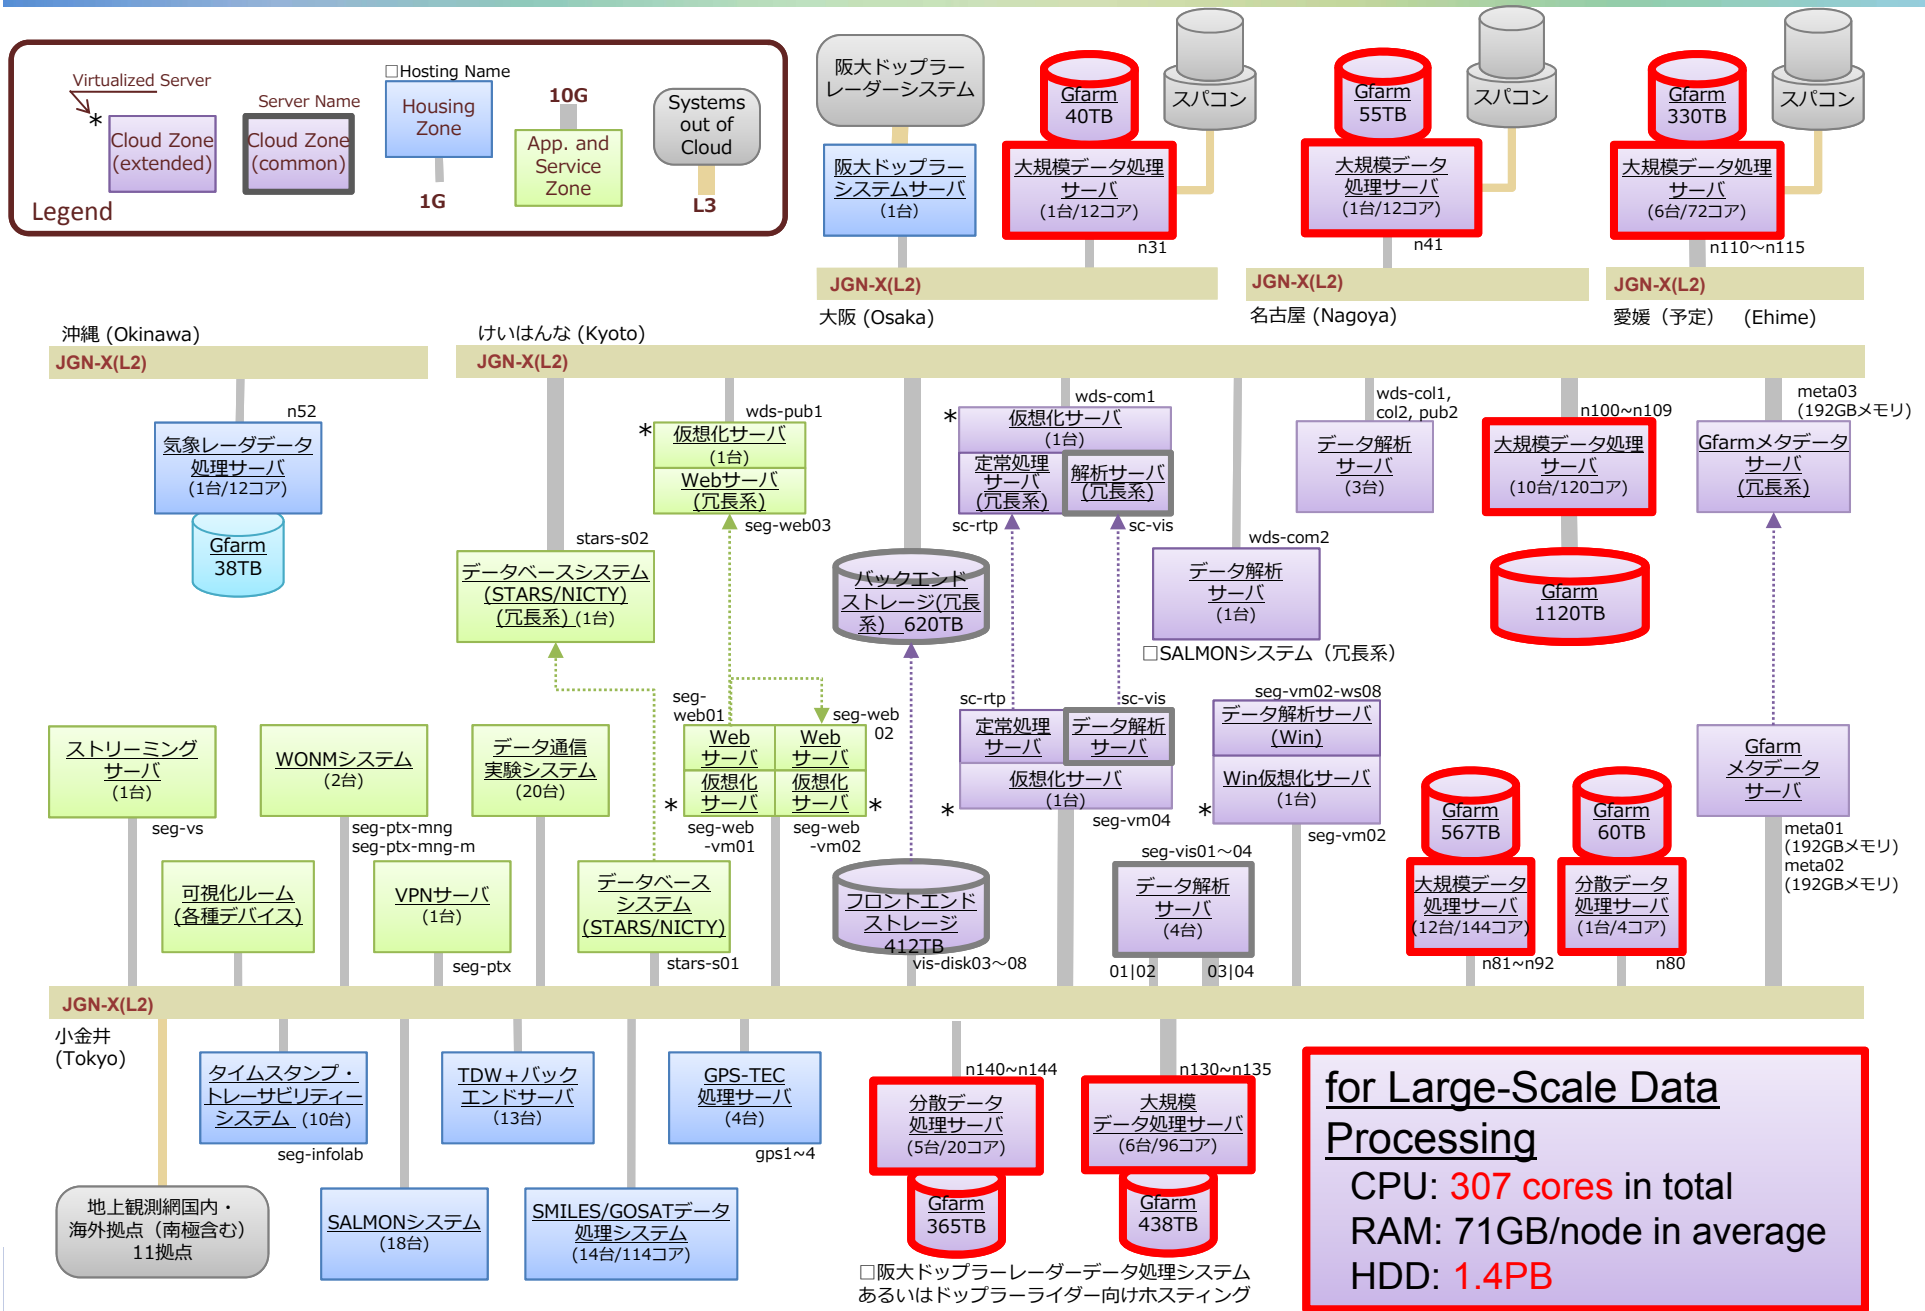 Virtualized Server
*
Cloud Zone
(extended)
Server Name
Cloud Zone
(common)
□Hosting Name
Housing
Zone
1G
10G
App. and
Service
Zone
Systems
out of
Cloud
L3
Legend
阪大ドップラー
レーダーシステム
阪大ドップラー
システムサーバ
(1台)
Gfarm
40TB
スパコン
大規模データ処理
サーバ
(1台/12コア)
n31
JGN-X(L2)
大阪 (Osaka)
Gfarm
55TB
スパコン
大規模データ
処理サーバ
(1台/12コア)
n41
JGN-X(L2)
名古屋 (Nagoya)
Gfarm
330TB
スパコン
大規模データ処理
サーバ
(6台/72コア)
n110～n115
JGN-X(L2)
愛媛（予定） (Ehime)
沖縄 (Okinawa)
JGN-X(L2)
n52
気象レーダデータ
処理サーバ
(1台/12コア)
Gfarm
38TB
けいはんな (Kyoto)
JGN-X(L2)
stars-s02
データベースシステム
(STARS/NICTY)
(冗長系) (1台)
wds-pub1
*
仮想化サーバ
(1台)
Webサーバ
(冗長系)
seg-web03
バックエンド
ストレージ(冗長
系) 620TB
wds-com1
*
仮想化サーバ
(1台)
定常処理
サーバ
(冗長系)
解析サーバ
(冗長系)
sc-rtp
sc-vis
wds-com2
データ解析
サーバ
(1台)
□SALMONシステム（冗長系）
wds-col1,
col2, pub2
データ解析
サーバ
(3台)
n100~n109
大規模データ処理
サーバ
(10台/120コア)
Gfarm
1120TB
meta03
(192GBメモリ)
Gfarmメタデータ
サーバ
(冗長系)
ストリーミング
サーバ
(1台)
seg-vs
WONMシステム
(2台)
seg-ptx-mng
seg-ptx-mng-m
データ通信
実験システム
(20台)
seg-
web01
seg-web
02
Web
サーバ
Web
サーバ
仮想化
サーバ
仮想化
サーバ
*
*
seg-web
-vm01
seg-web
-vm02
sc-rtp
sc-vis
定常処理
サーバ
データ解析
サーバ
仮想化サーバ
(1台)
*
seg-vm04
seg-vm02-ws08
データ解析サーバ
(Win)
Win仮想化サーバ
(1台)
*
seg-vm02
Gfarm
567TB
大規模データ
処理サーバ
(12台/144コア)
n81~n92
Gfarm
60TB
分散データ
処理サーバ
(1台/4コア)
n80
Gfarm
メタデータ
サーバ
meta01
(192GBメモリ)
meta02
(192GBメモリ)
可視化ルーム
(各種デバイス)
VPNサーバ
(1台)
seg-ptx
データベース
システム
(STARS/NICTY)
stars-s01
フロントエンド
ストレージ
412TB
vis-disk03～08
seg-vis01～04
データ解析
サーバ
(4台)
01|02
03|04
JGN-X(L2)
小金井
(Tokyo)
タイムスタンプ・
トレーサビリティー
システム (10台)
seg-infolab
TDW＋バック
エンドサーバ
(13台)
GPS-TEC
処理サーバ
(4台)
gps1~4
n140~n144
分散データ
処理サーバ
(5台/20コア)
Gfarm
365TB
n130~n135
大規模
データ処理サーバ
(6台/96コア)
Gfarm
438TB
地上観測網国内・
海外拠点（南極含む）
11拠点
SALMONシステム
(18台)
SMILES/GOSATデータ
処理システム
(14台/114コア)
□阪大ドップラーレーダーデータ処理システム
あるいはドップラーライダー向けホスティング
for Large-Scale Data
Processing
CPU: 307 cores in total
RAM: 71GB/node in average
HDD: 1.4PB